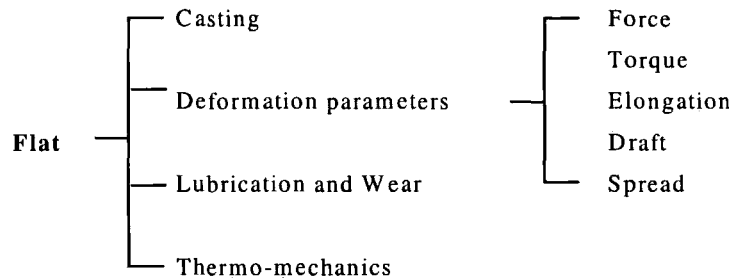 Flat
Casting
Deformation parameters
Lubrication and Wear
Thermo-mechanics
Force
Torque
Elongation
Draft
Spread